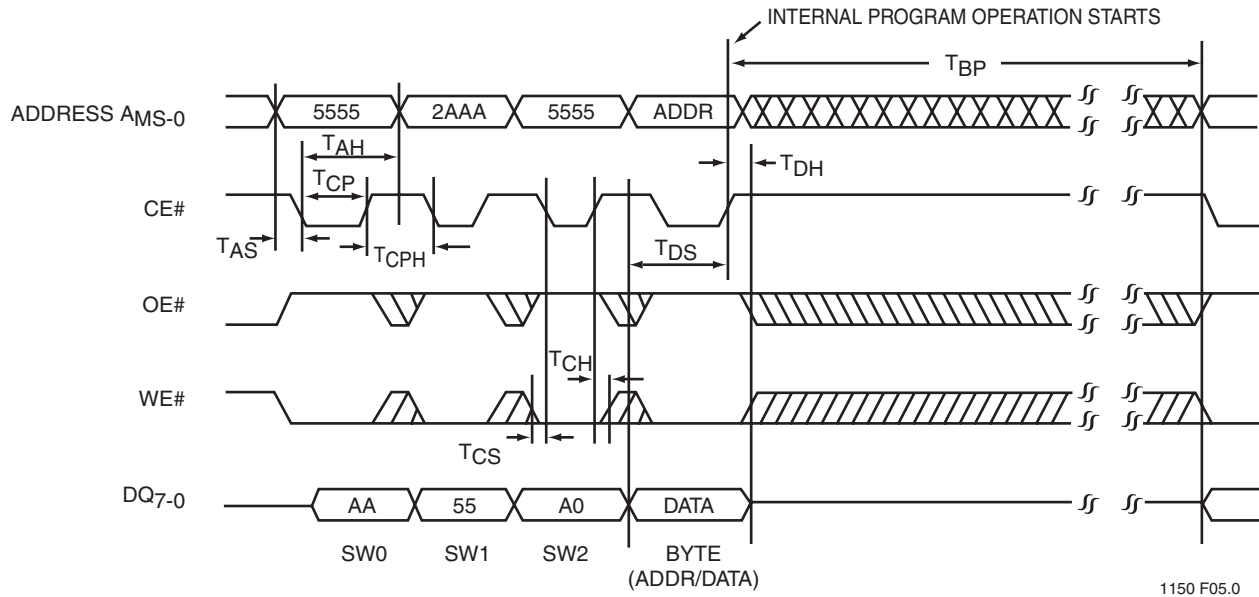 INTERNAL PROGRAM OPERATION STARTS
TBP
ADDRESS AMS-0
5555
2AAA
5555
ADDR
TAH
TDH
TCP
CE#
TAS
TCPH
TDS
OE#
TCH
WE#
TCS
DQ7-0
AA
55
A0
DATA
SW0
SW1
SW2
BYTE
(ADDR/DATA)
1150 F05.0